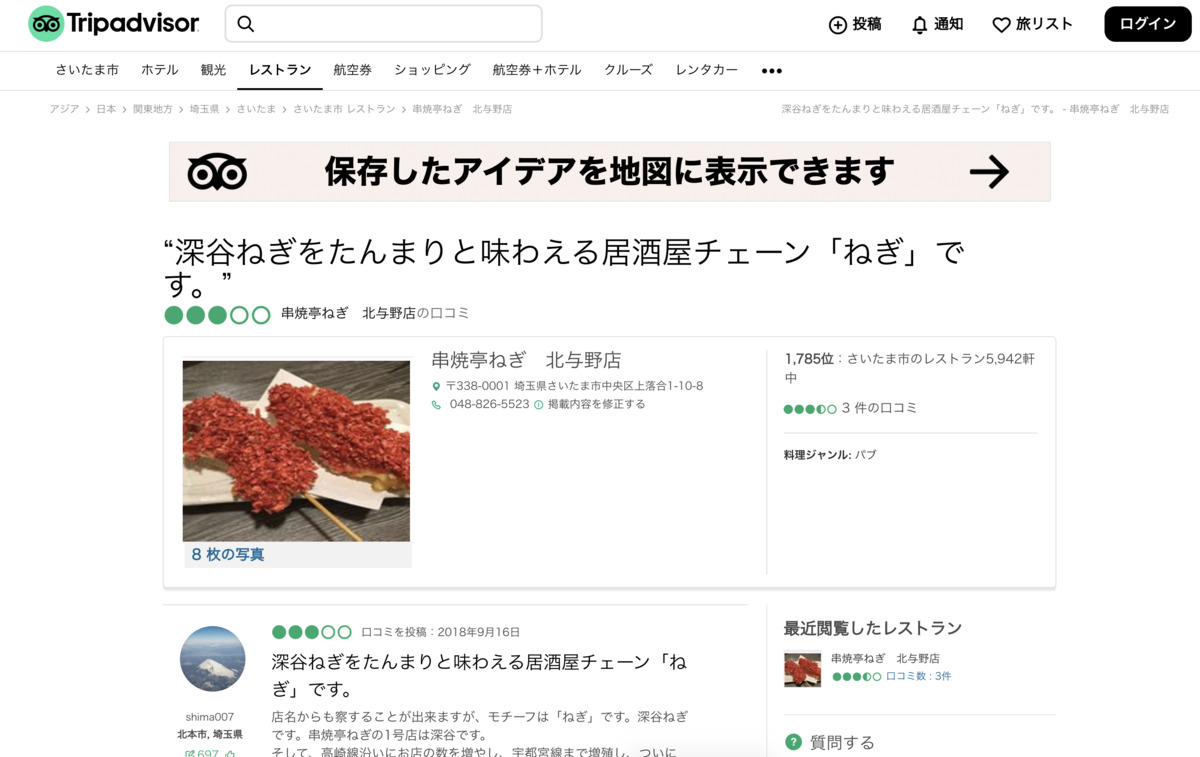 Tripadvisor
投稿
通知
旅リスト
ログイン
さいたま市 ホテル 観光 レストラン 航空券 ショッピング 航空券＋ホテル クルーズ レンタカー •••
アジア > 日本 > 関東地方 > 埼玉県 > さいたま > さいたま市 レストラン > 串焼亭ねぎ　北与野店
深谷ねぎをたんまりと味わえる居酒屋チェーン「ねぎ」です。 - 串焼亭ねぎ　北与野店
保存したアイデアを地図に表示できます
“深谷ねぎをたんまりと味わえる居酒屋チェーン「ねぎ」で
す。”
串焼亭ねぎ　北与野店の口コミ
串焼亭ねぎ　北与野店
〒338-0001 埼玉県さいたま市中央区上落合1-10-8
048-826-5523 掲載内容を修正する
8 枚の写真
1,785位：さいたま市のレストラン5,942軒
中
3 件の口コミ
料理ジャンル: パブ
口コミを投稿：2018年9月16日
深谷ねぎをたんまりと味わえる居酒屋チェーン「ね
ぎ」です。
shima007
北本市, 埼玉県
697
店名からも察することが出来ますが、モチーフは「ねぎ」です。深谷ねぎ
です。串焼亭ねぎの1号店は深谷です。
そして、高崎線沿いにお店の数を増やし、宇都宮線まで増殖し、ついに
最近閲覧したレストラン
串焼亭ねぎ　北与野店
口コミ数 : 3件
質問する